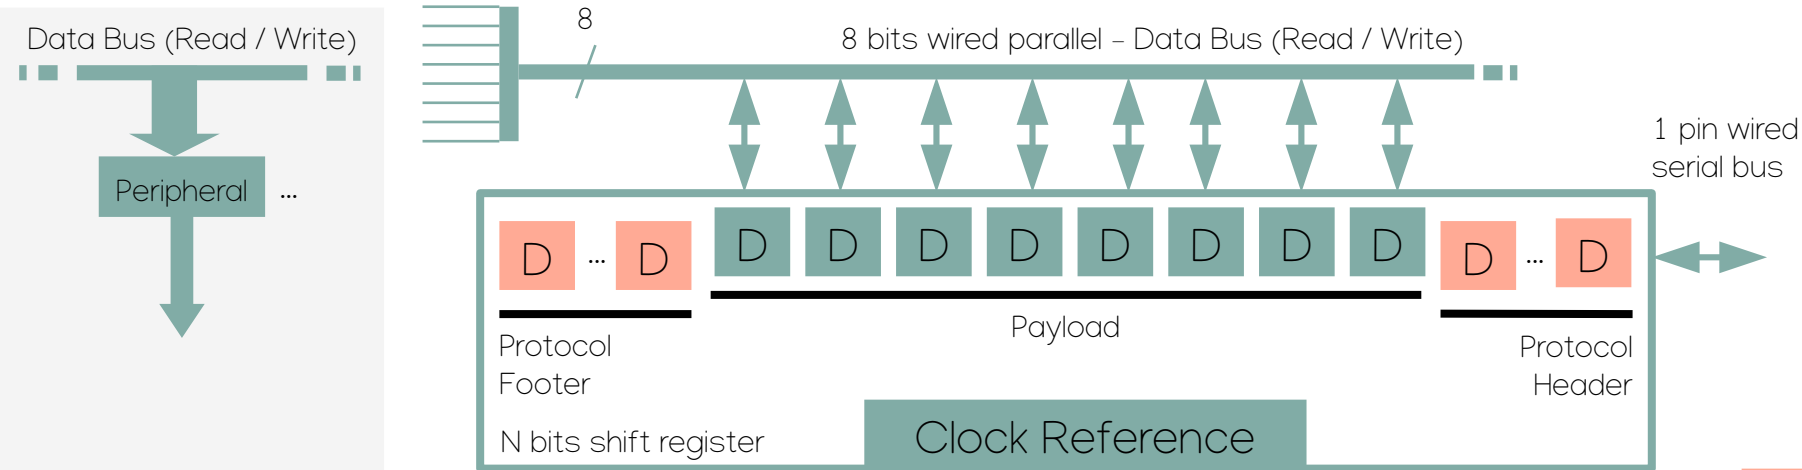 Data Bus (Read / Write)
Peripheral ...
8
8 bits wired parallel – Data Bus (Read / Write)
1 pin wired
serial bus
D ... D D D D D D D D D D ... D
Payload
Protocol
Footer
Protocol
Header
N bits shift register
Clock Reference